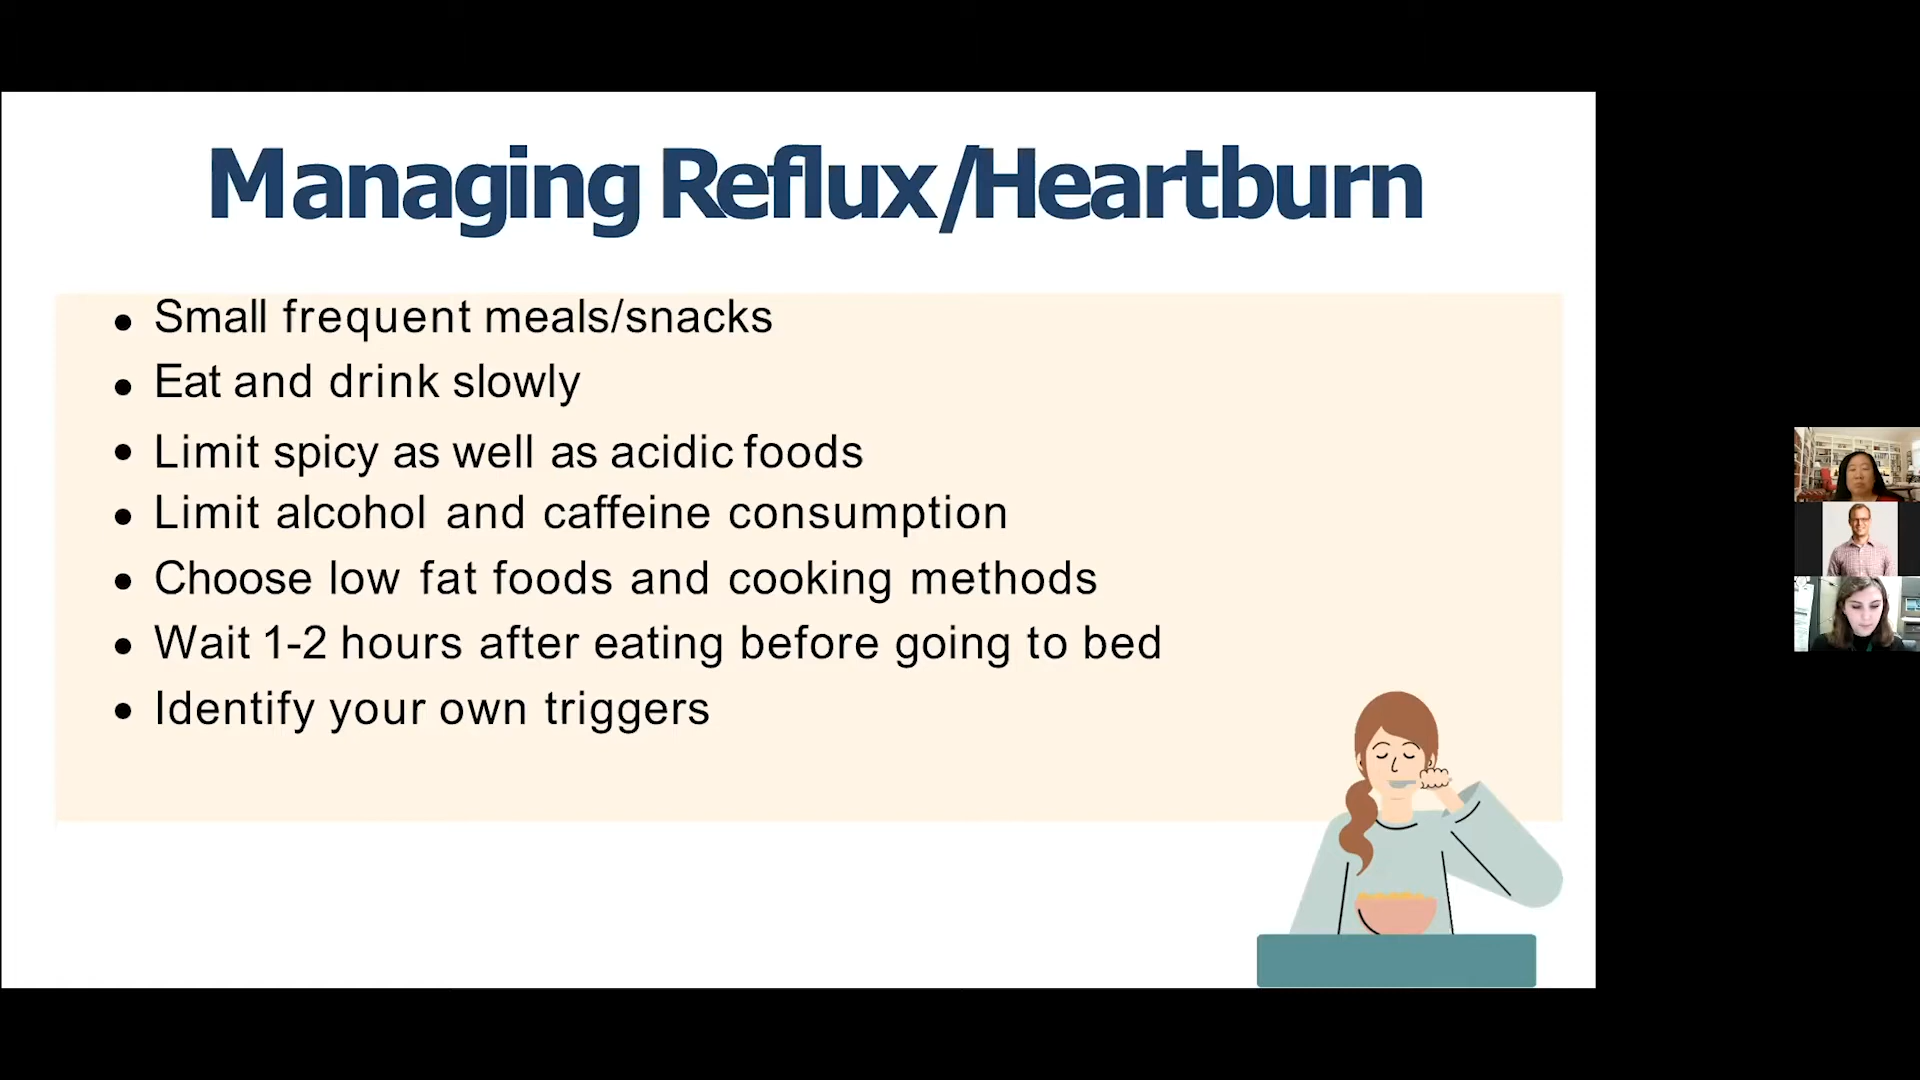 Managing Reflux/Heartburn
Small frequent meals/snacks
Eat and drink slowly
Limit spicy as well as acidic foods
Limit alcohol and caffeine consumption
Choose low fat foods and cooking methods
Wait 1-2 hours after eating before going to bed
Identify your own triggers